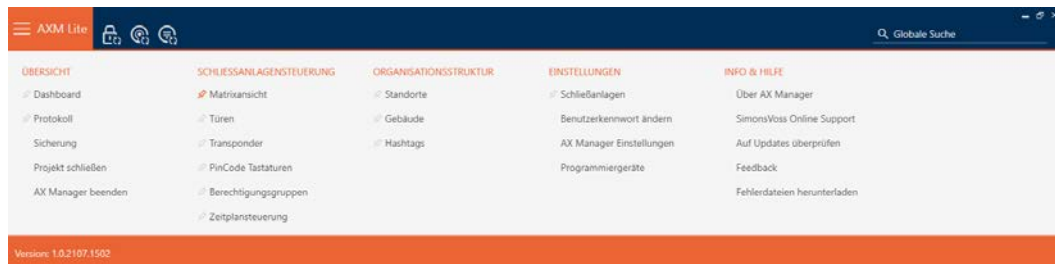 AXM Lite
Globale Suche
ÜBERSICHT
Dashboard
Protokoll
Sicherung
Projekt schließen
AX Manager beenden
SCHLIESSANLAGENSTEUERUNG
Matrixansicht
Türen
Transponder
PinCode Tastaturen
Berechtigungsgruppen
Zeitplansteuerung
ORGANISATIONSSTRUKTUR
Standorte
Gebäude
Hashtags
EINSTELLUNGEN
Schließanlagen
Benutzerkennwort ändern
AX Manager Einstellungen
Programmiergeräte
INFO & HILFE
Über AX Manager
SimonsVoss Online Support
Auf Updates überprüfen
Feedback
Fehlerdateien herunterladen
Version: 1.0.2107.1502